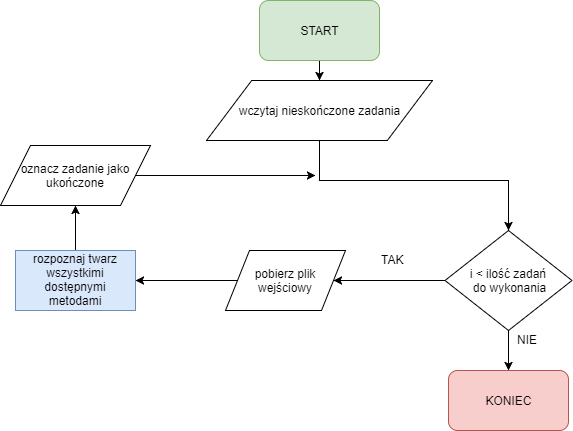 START
wczytaj nieskończone zadania
oznacz zadanie jako
ukończone
i < ilość zadań
do wykonania
TAK
pobierz plik
wejściowy
rozpoznaj twarz
wszystkimi
dostępnymi
metodami
NIE
KONIEC